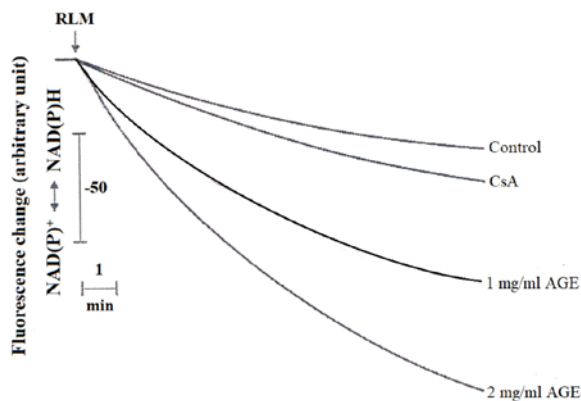 RLM
Fluorescence change (arbitrary unit)
NAD(P)⁺ ↔ NAD(P)H
-50
1
min
Control
CsA
1 mg/ml AGE
2 mg/ml AGE